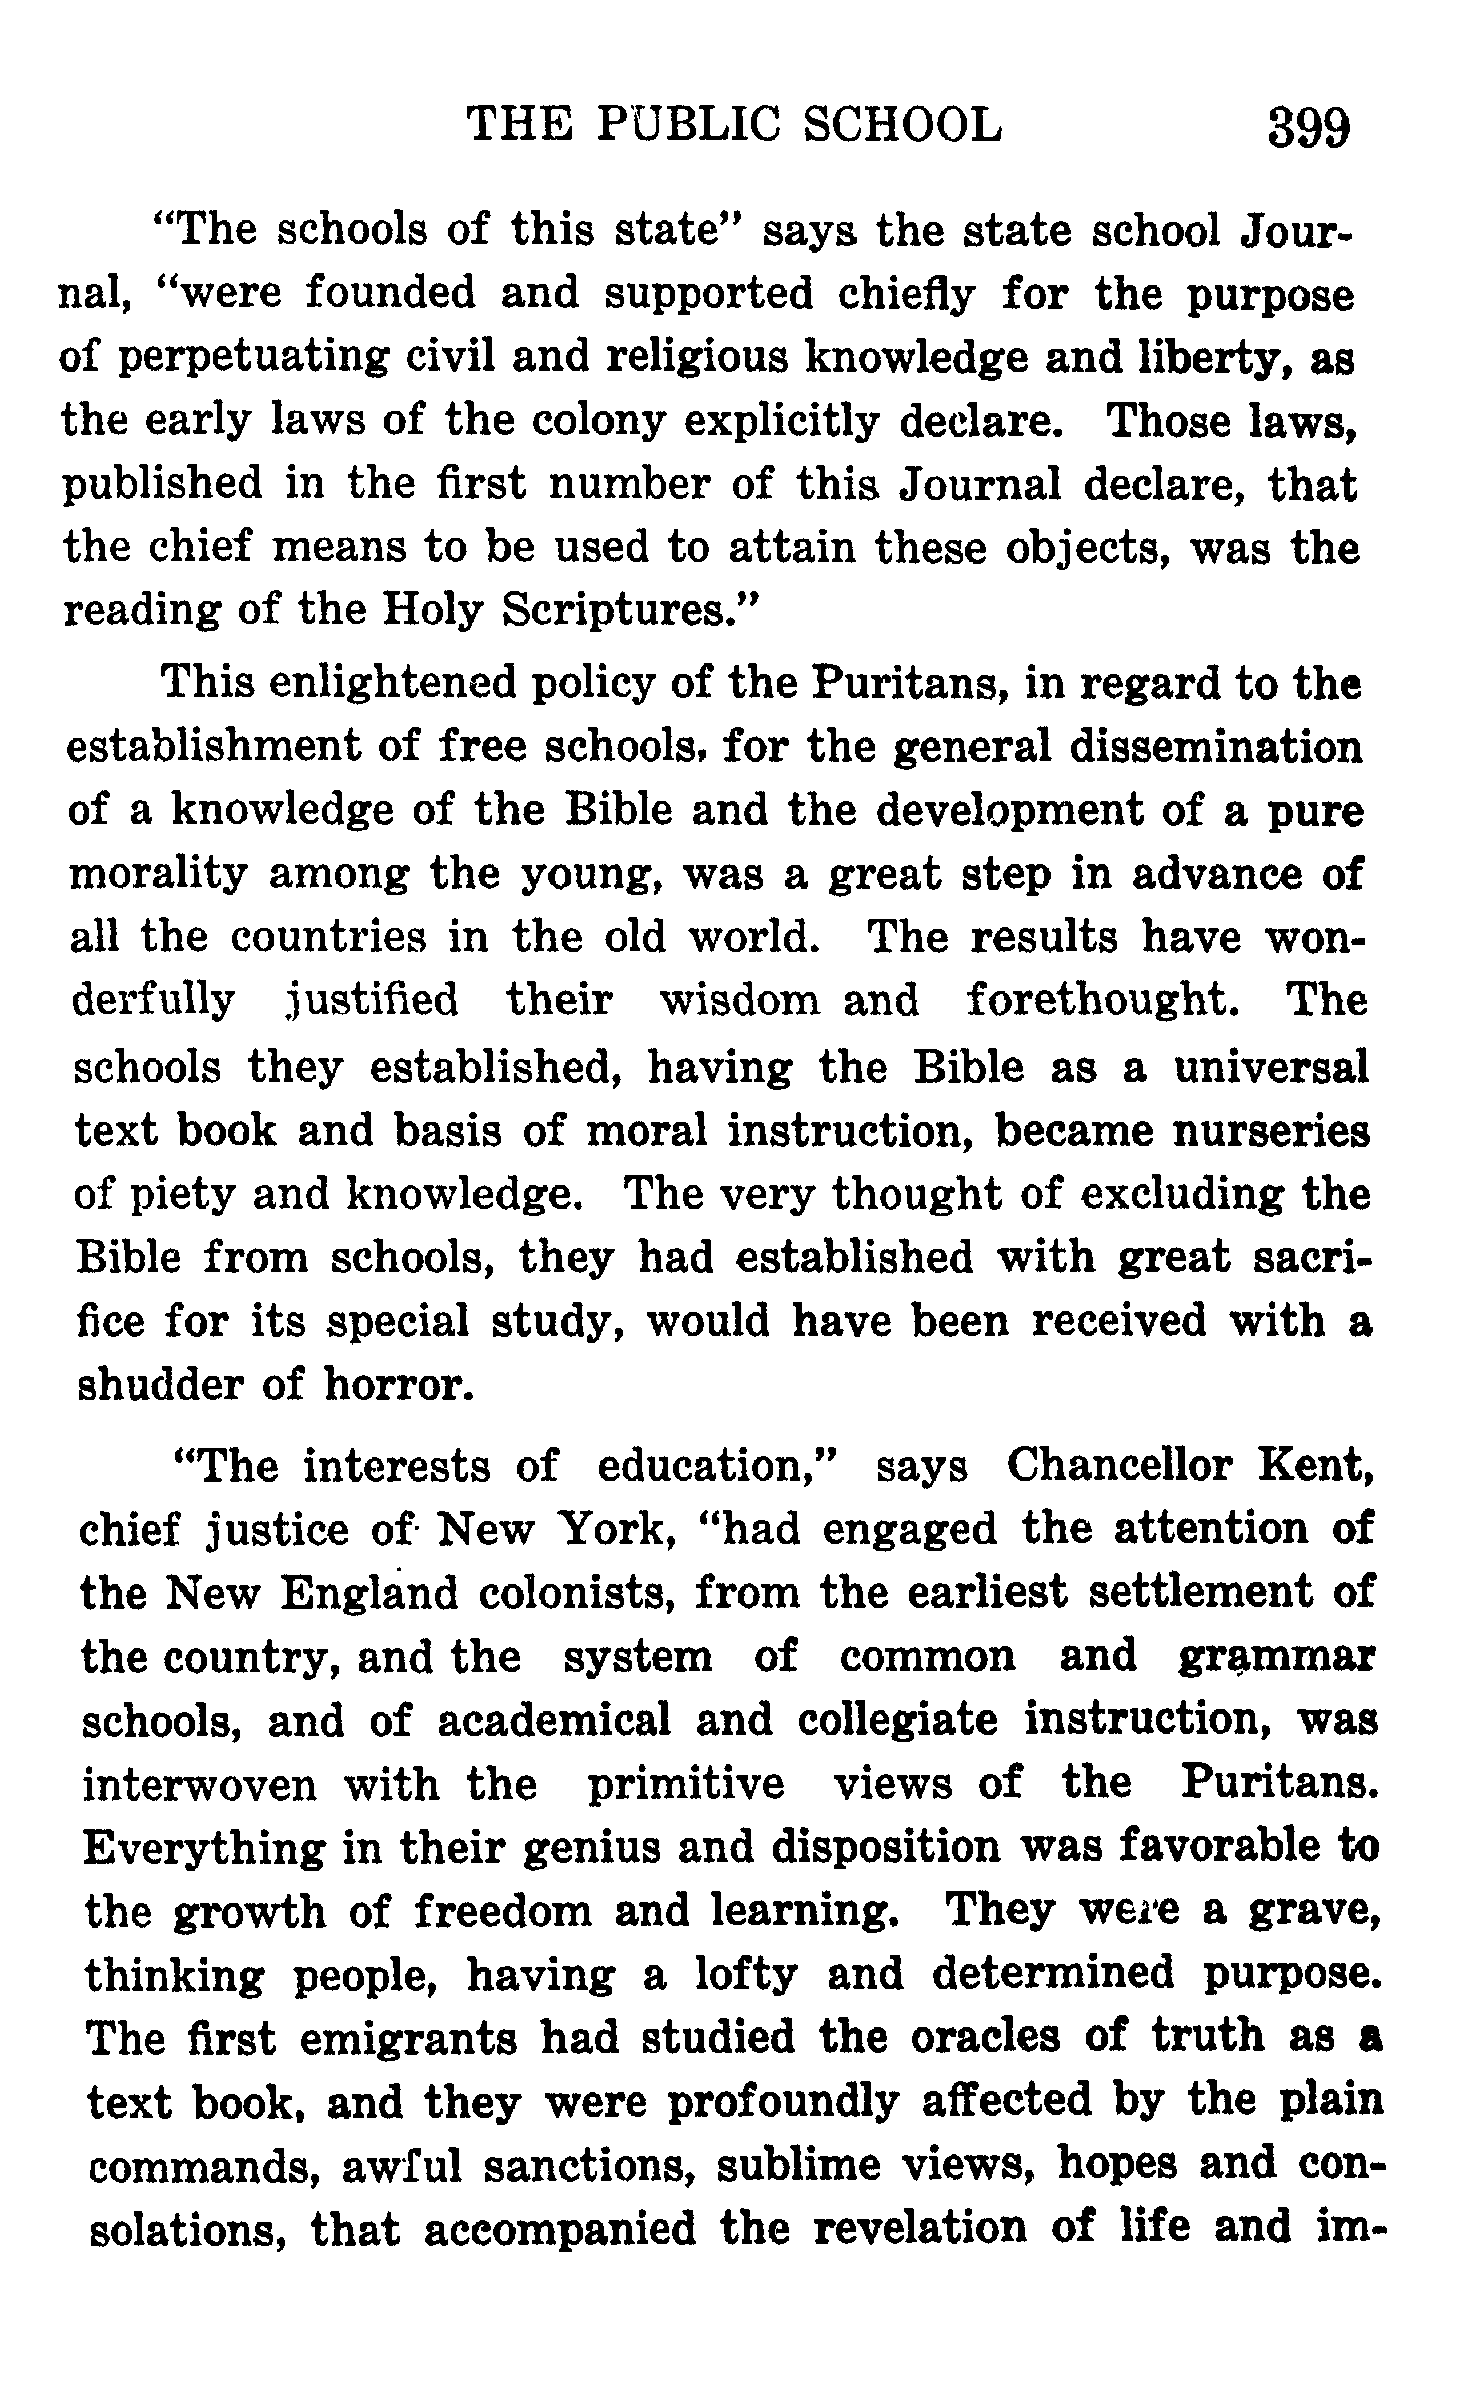 THE PUBLIC SCHOOL 399
"The schools of this state" says the state school Jour-
nal, "were founded and supported chiefly for the purpose
of perpetuating civil and religious knowledge and liberty, as
the early laws of the colony explicitly declare. Those laws,
published in the first number of this Journal declare, that
the chief means to be used to attain these objects, was the
reading of the Holy Scriptures."
This enlightened policy of the Puritans, in regard to the
establishment of free schools, for the general dissemination
of a knowledge of the Bible and the development of a pure
morality among the young, was a great step in advance of
all the countries in the old world. The results have won-
derfully justified their wisdom and forethought. The
schools they established, having the Bible as a universal
text book and basis of moral instruction, became nurseries
of piety and knowledge. The very thought of excluding the
Bible from schools, they had established with great sacri-
fice for its special study, would have been received with a
shudder of horror.
"The interests of education," says Chancellor Kent,
chief justice of New York, "had engaged the attention of
the New England colonists, from the earliest settlement of
the country, and the system of common and grammar
schools, and of academical and collegiate instruction, was
interwoven with the primitive views of the Puritans.
Everything in their genius and disposition was favorable to
the growth of freedom and learning. They were a grave,
thinking people, having a lofty and determined purpose.
The first emigrants had studied the oracles of truth as a
text book, and they were profoundly affected by the plain
commands, awful sanctions, sublime views, hopes and con-
solations, that accompanied the revelation of life and im-